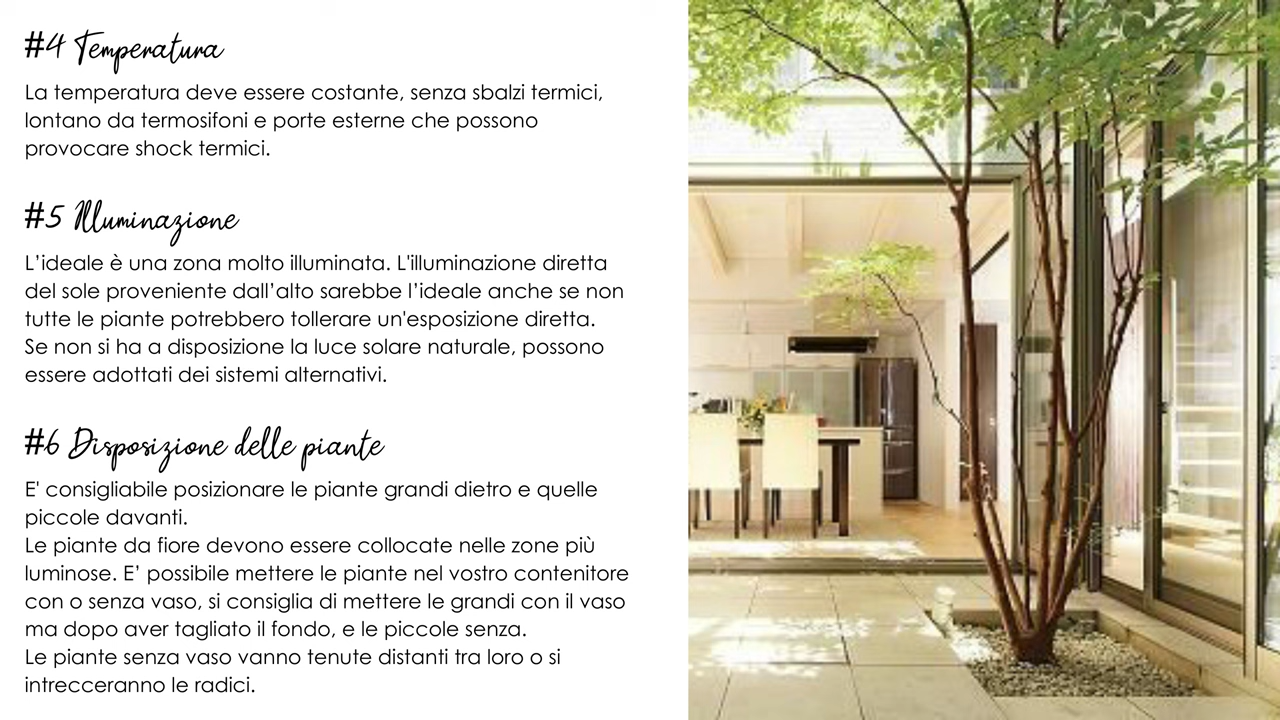 #4 Temperatura
La temperatura deve essere costante, senza sbalzi termici,
lontano da termosifoni e porte esterne che possono
provocare shock termici.
#5 Illuminazione
L’ideale è una zona molto illuminata. L'illuminazione diretta
del sole proveniente dall’alto sarebbe l’ideale anche se non
tutte le piante potrebbero tollerare un'esposizione diretta.
Se non si ha a disposizione la luce solare naturale, possono
essere adottati dei sistemi alternativi.
#6 Disposizione delle piante
E' consigliabile posizionare le piante grandi dietro e quelle
piccole davanti.
Le piante da fiore devono essere collocate nelle zone più
luminose. E’ possibile mettere le piante nel vostro contenitore
con o senza vaso, si consiglia di mettere le grandi con il vaso
ma dopo aver tagliato il fondo, e le piccole senza.
Le piante senza vaso vanno tenute distanti tra loro o si
intrecceranno le radici.